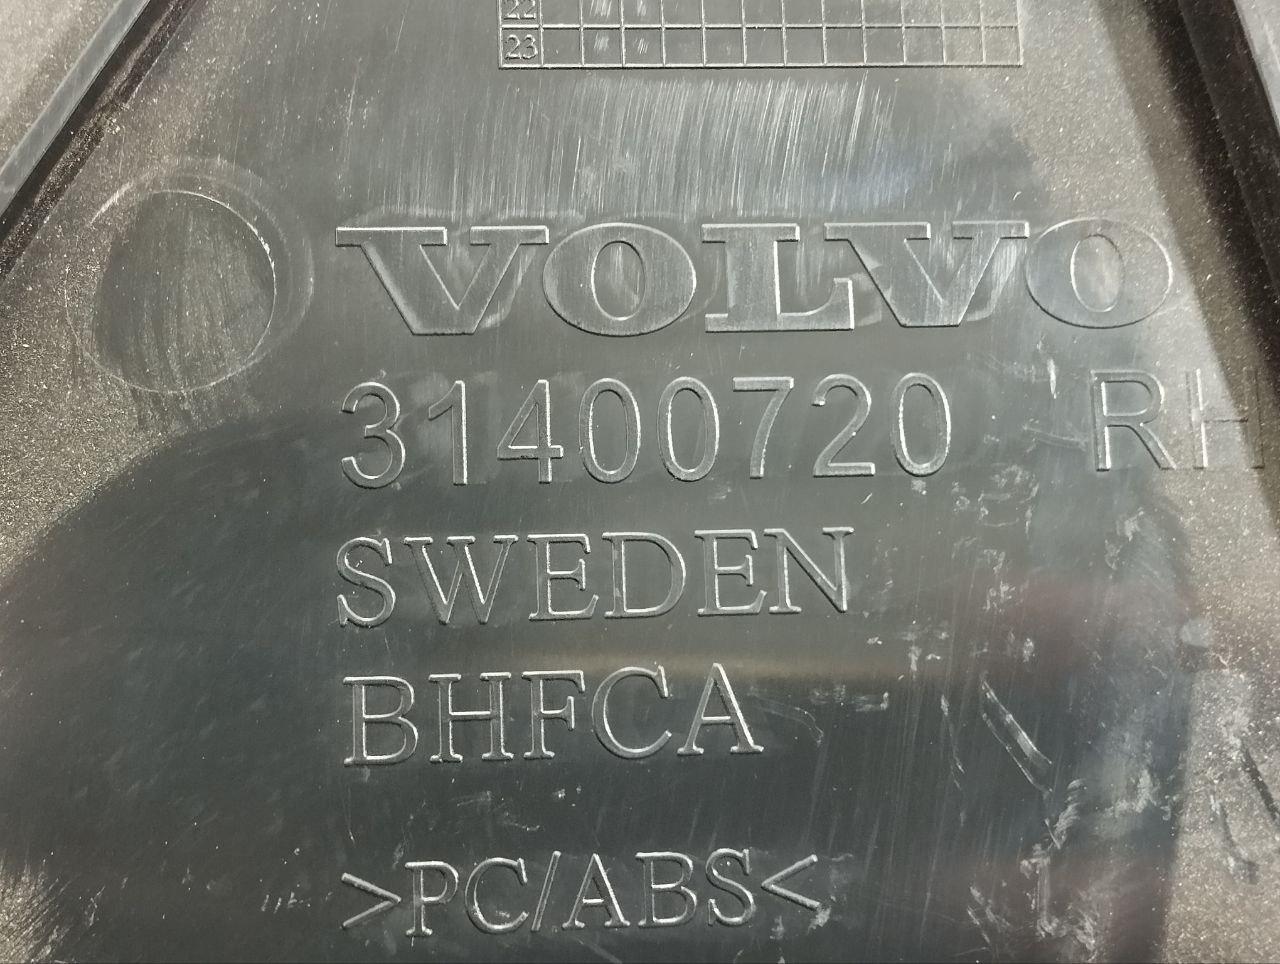 22
23
VOLVO
31400720 RH
SWEDEN
BHFCA
>PC/ABS<